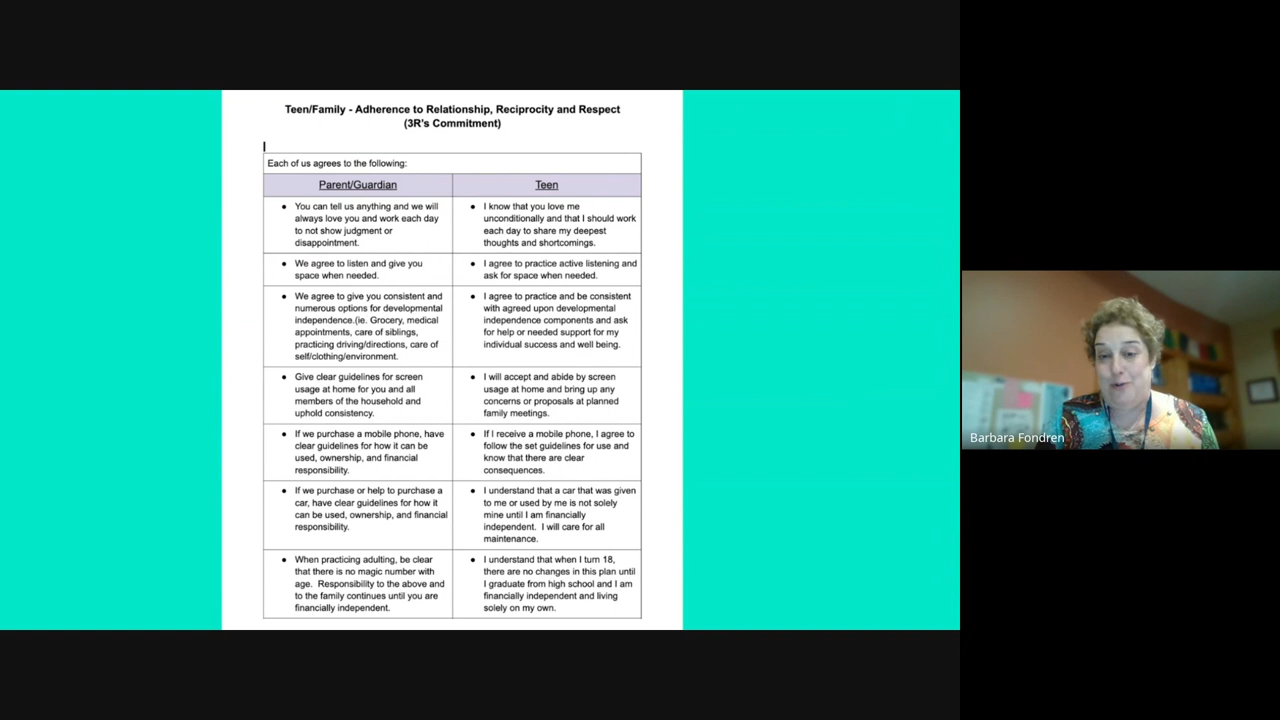 Teen/Family - Adherence to Relationship, Reciprocity and Respect
(3R's Commitment)
Each of us agrees to the following:
Parent/Guardian
Teen
● You can tell us anything and we will
always love you and work each day
to not show judgment or
disappointment.
● I know that you love me
unconditionally and that I should work
each day to share my deepest
thoughts and shortcomings.
● We agree to listen and give you
space when needed.
● I agree to practice active listening and
ask for space when needed.
● We agree to give you consistent and
numerous options for developmental
independence.(ie. Grocery, medical
appointments, care of siblings,
practicing driving/directions, care of
self/clothing/environment.
● I agree to practice and be consistent
with agreed upon developmental
independence components and ask
for help or needed support for my
individual success and well being.
● Give clear guidelines for screen
usage at home for you and all
members of the household and
uphold consistency.
● I will accept and abide by screen
usage at home and bring up any
concerns or proposals at planned
family meetings.
● If we purchase a mobile phone, have
clear guidelines for how it can be
used, ownership, and financial
responsibility.
● If I receive a mobile phone, I agree to
follow the set guidelines for use and
know that there are clear
consequences.
● If we purchase or help to purchase a
car, have clear guidelines for how it
can be used, ownership, and financial
responsibility.
● I understand that a car that was given
to me or used by me is not solely
mine until I am financially
independent. I will care for all
maintenance.
● When practicing adulting, be clear
that there is no magic number with
age. Responsibility to the above and
to the family continues until you are
financially independent.
● I understand that when I turn 18,
there are no changes in this plan until
I graduate from high school and I am
financially independent and living
solely on my own.
Barbara Fondren